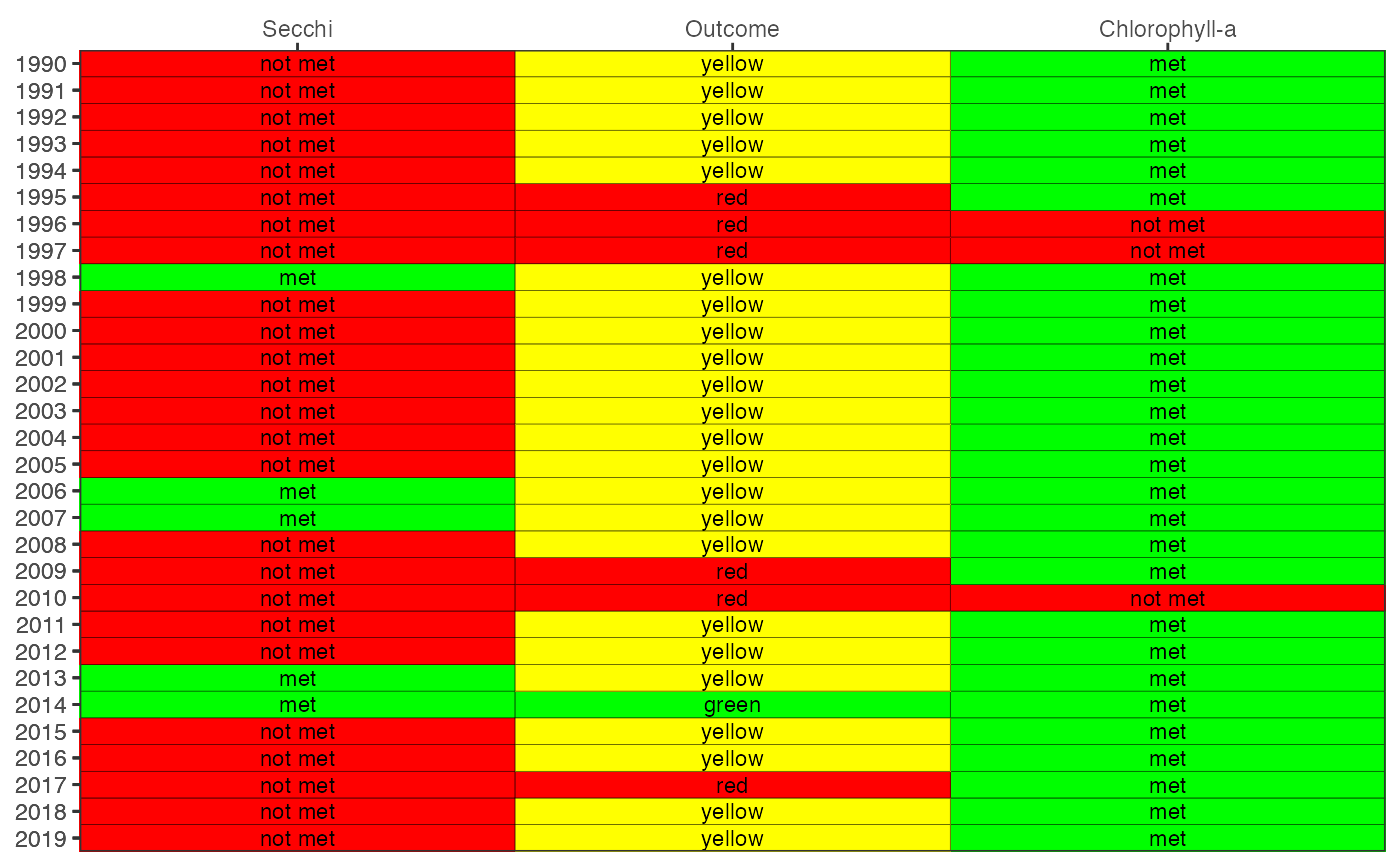 Secchi Outcome Chlorophyll-a
1990 not met yellow met
1991 not met yellow met
1992 not met yellow met
1993 not met yellow met
1994 not met yellow met
1995 not met red met
1996 not met red not met
1997 not met red not met
1998 met yellow met
1999 not met yellow met
2000 not met yellow met
2001 not met yellow met
2002 not met yellow met
2003 not met yellow met
2004 not met yellow met
2005 not met yellow met
2006 met yellow met
2007 met yellow met
2008 not met yellow met
2009 not met red met
2010 not met red not met
2011 not met yellow met
2012 not met yellow met
2013 met yellow met
2014 met green met
2015 not met yellow met
2016 not met yellow met
2017 not met red met
2018 not met yellow met
2019 not met yellow met